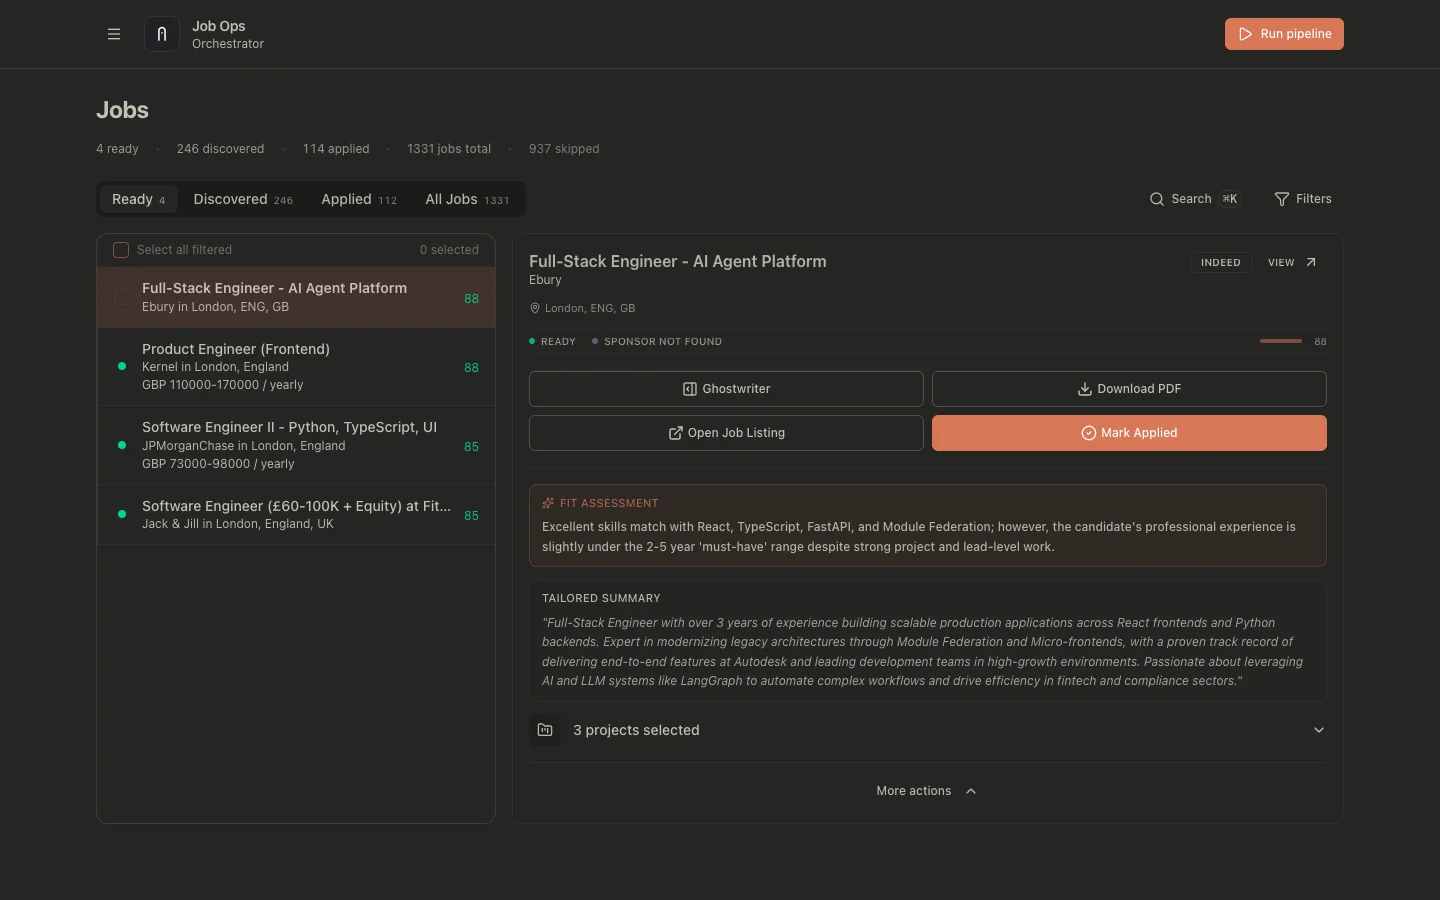 Job Ops
Orchestrator
Run pipeline
Jobs
4 ready · 246 discovered · 114 applied · 1331 jobs total · 937 skipped
Ready 4 Discovered 246 Applied 112 All Jobs 1331
Search ⌘K Filters
Select all filtered 0 selected
Full-Stack Engineer - AI Agent Platform
Ebury in London, ENG, GB
88
Product Engineer (Frontend)
Kernel in London, England
GBP 110000-170000 / yearly
88
Software Engineer II - Python, TypeScript, UI
JPMorganChase in London, England
GBP 73000-98000 / yearly
85
Software Engineer (£60-100K + Equity) at Fit...
Jack & Jill in London, England, UK
85
Full-Stack Engineer - AI Agent Platform
Ebury
INDEED VIEW
London, ENG, GB
READY SPONSOR NOT FOUND 88
Ghostwriter Download PDF
Open Job Listing Mark Applied
FIT ASSESSMENT
Excellent skills match with React, TypeScript, FastAPI, and Module Federation; however, the candidate's professional experience is
slightly under the 2-5 year 'must-have' range despite strong project and lead-level work.
TAILORED SUMMARY
"Full-Stack Engineer with over 3 years of experience building scalable production applications across React frontends and Python
backends. Expert in modernizing legacy architectures through Module Federation and Micro-frontends, with a proven track record of
delivering end-to-end features at Autodesk and leading development teams in high-growth environments. Passionate about leveraging
AI and LLM systems like LangGraph to automate complex workflows and drive efficiency in fintech and compliance sectors."
3 projects selected
More actions